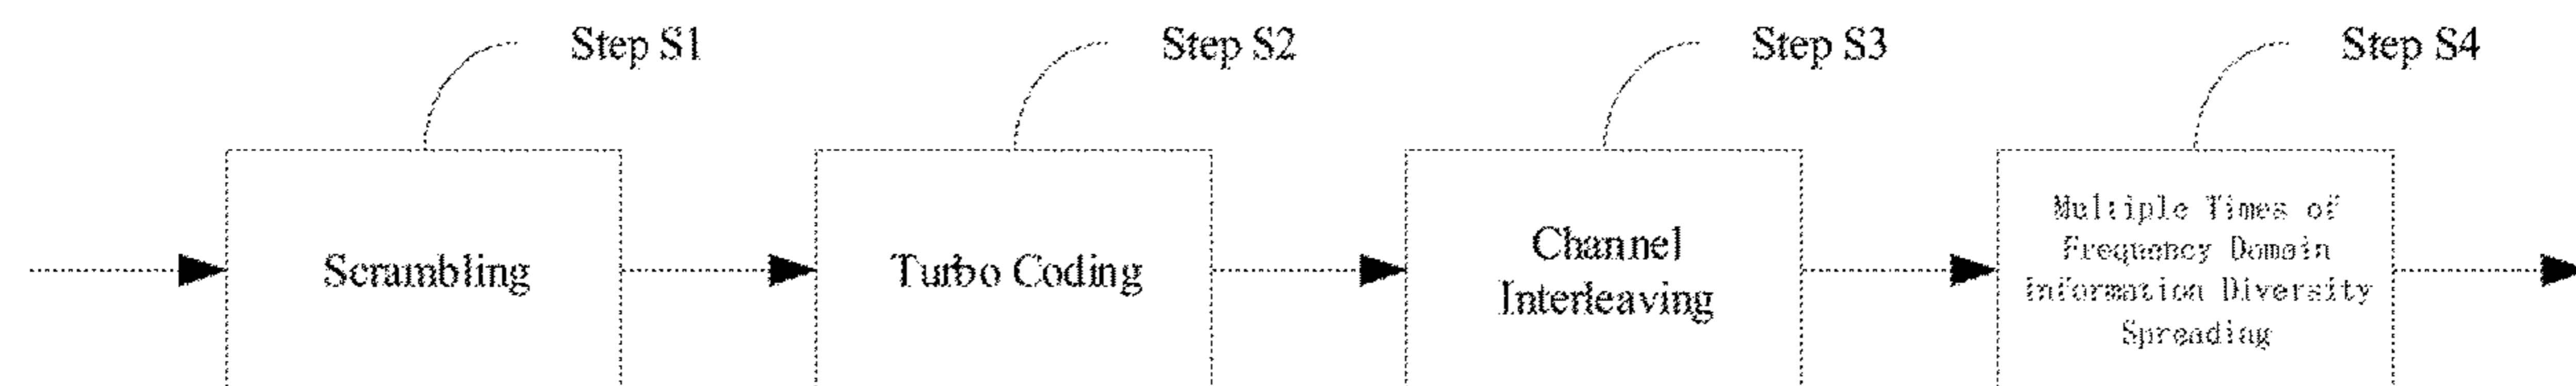 Step S1
Step S2
Step S3
Step S4
Scrambling
Turbo Coding
Channel
Interleaving
Multiple Times of
Frequency Domain
Information Diversity
Spreading